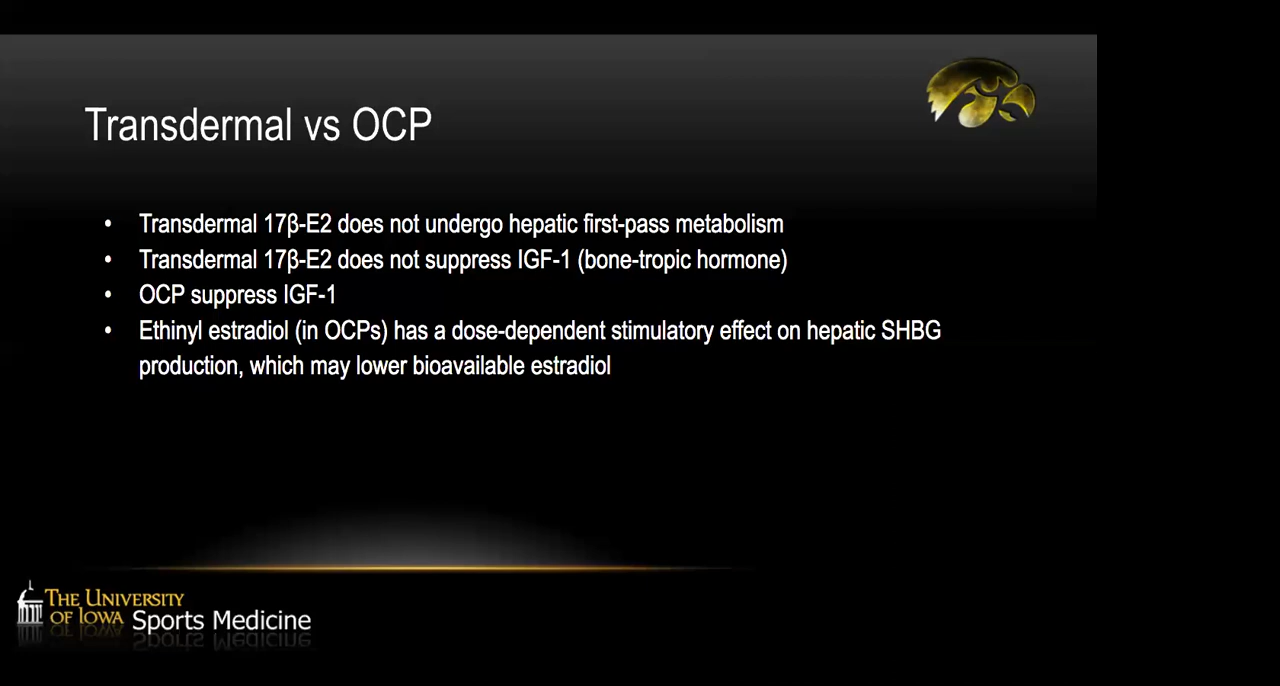 Transdermal vs OCP
• Transdermal 17β-E2 does not undergo hepatic first-pass metabolism
• Transdermal 17β-E2 does not suppress IGF-1 (bone-tropic hormone)
• OCP suppress IGF-1
• Ethinyl estradiol (in OCPs) has a dose-dependent stimulatory effect on hepatic SHBG
production, which may lower bioavailable estradiol
THE UNIVERSITY
OF IOWA Sports Medicine